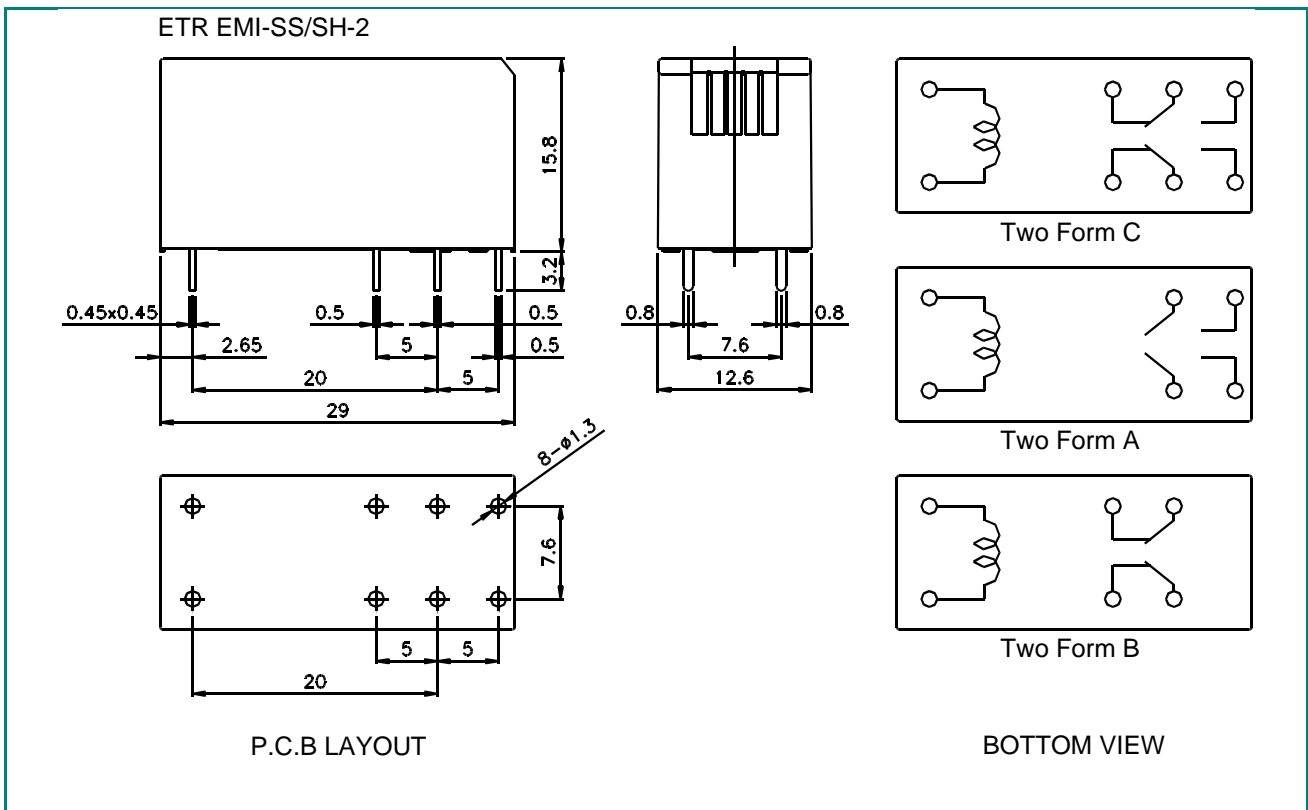 ETR EMI-SS/SH-2
15.8
3.2
0.45x0.45
0.5
0.5
2.65
5
0.5
20
5
29
0.8
0.8
7.6
12.6
Two Form C
Two Form A
Two Form B
8-ø1.3
7.6
5
5
20
P.C.B LAYOUT
BOTTOM VIEW